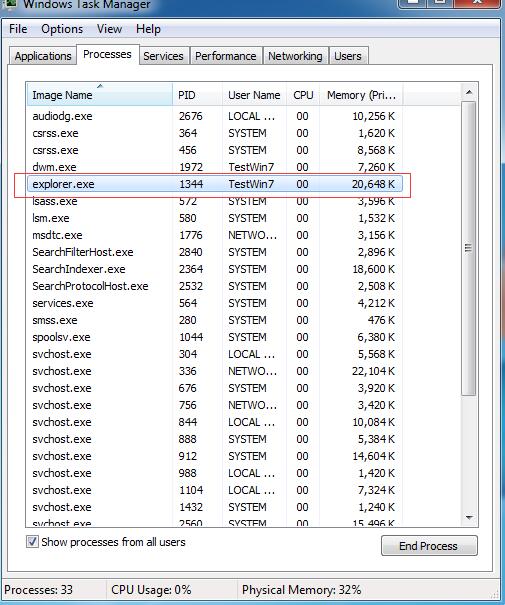 Windows Task Manager
File Options View Help
Applications Processes Services Performance Networking Users
Image Name PID User Name CPU Memory (Pri...
audiodg.exe 2676 LOCAL ... 00 10,256 K
csrss.exe 364 SYSTEM 00 1,620 K
csrss.exe 456 SYSTEM 00 8,568 K
dwm.exe 1972 TestWin7 00 7,260 K
explorer.exe 1344 TestWin7 00 20,648 K
lsass.exe 572 SYSTEM 00 3,596 K
lsm.exe 580 SYSTEM 00 1,532 K
msdtc.exe 1776 NETWO... 00 3,156 K
SearchFilterHost.exe 2840 SYSTEM 00 2,896 K
SearchIndexer.exe 2364 SYSTEM 00 18,600 K
SearchProtocolHost.exe 2532 SYSTEM 00 2,508 K
services.exe 564 SYSTEM 00 4,212 K
smss.exe 280 SYSTEM 00 476 K
spoolsv.exe 1044 SYSTEM 00 6,380 K
svchost.exe 304 LOCAL ... 00 5,568 K
svchost.exe 336 NETWO... 00 22,104 K
svchost.exe 676 SYSTEM 00 3,920 K
svchost.exe 756 NETWO... 00 3,420 K
svchost.exe 844 LOCAL ... 00 10,084 K
svchost.exe 888 SYSTEM 00 5,384 K
svchost.exe 912 SYSTEM 00 14,604 K
svchost.exe 988 LOCAL ... 00 1,420 K
svchost.exe 1104 LOCAL ... 00 7,324 K
svchost.exe 1432 SYSTEM 00 1,240 K
svchost.exe 2560 SYSTEM 00 15,496 K
Show processes from all users
End Process
Processes: 33 CPU Usage: 0% Physical Memory: 32%